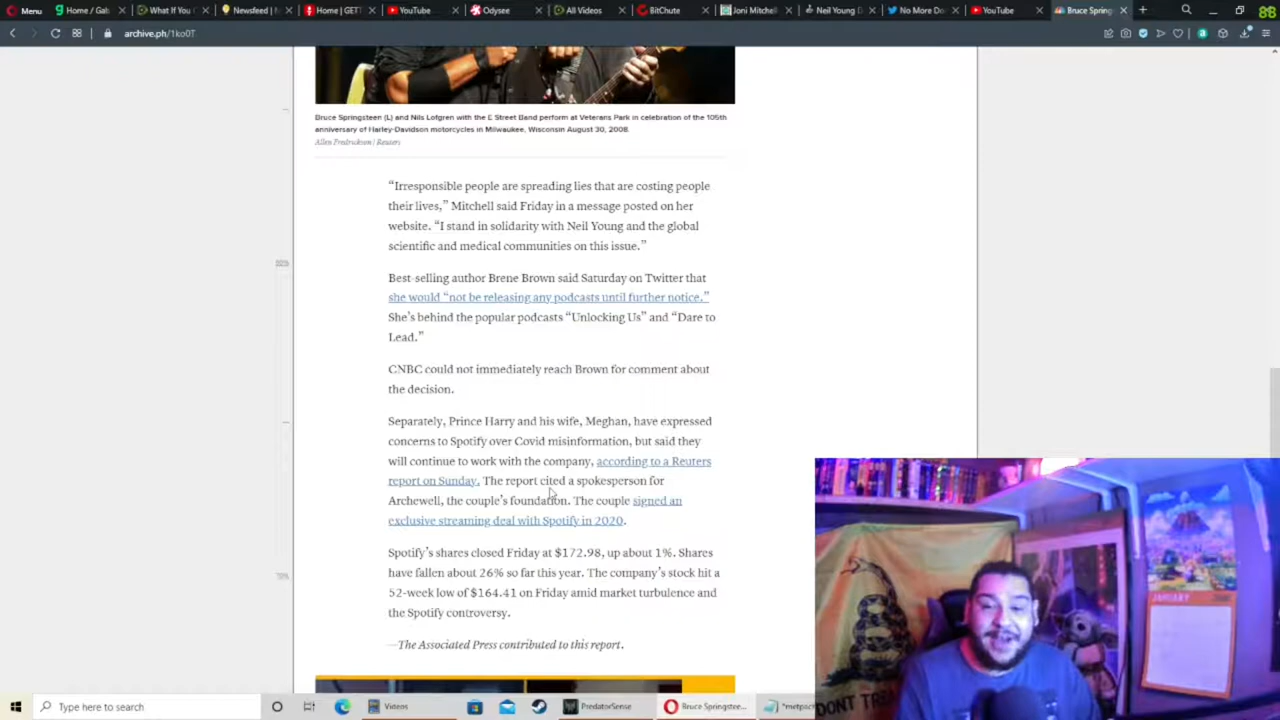 Menu
Home / Gab
What If You
Newsfeed |
Home | GETT
YouTube
Odysee
All Videos
BitChute
Joni Mitchell
Neil Young D
No More Do
YouTube
Bruce Spring
88
archive.ph/1ko0T
Bruce Springsteen (L) and Nils Lofgren with the E Street Band perform at Veterans Park in celebration of the 105th
anniversary of Harley-Davidson motorcycles in Milwaukee, Wisconsin August 30, 2008.
Allen Fredrickson | Reuters
“Irresponsible people are spreading lies that are costing people
their lives,” Mitchell said Friday in a message posted on her
website. “I stand in solidarity with Neil Young and the global
scientific and medical communities on this issue.”
Best-selling author Brene Brown said Saturday on Twitter that
she would “not be releasing any podcasts until further notice.”
She’s behind the popular podcasts “Unlocking Us” and “Dare to
Lead.”
CNBC could not immediately reach Brown for comment about
the decision.
Separately, Prince Harry and his wife, Meghan, have expressed
concerns to Spotify over Covid misinformation, but said they
will continue to work with the company, according to a Reuters
report on Sunday. The report cited a spokesperson for
Archewell, the couple’s foundation. The couple signed an
exclusive streaming deal with Spotify in 2020.
Spotify’s shares closed Friday at $172.98, up about 1%. Shares
have fallen about 26% so far this year. The company’s stock hit a
52-week low of $164.41 on Friday amid market turbulence and
the Spotify controversy.
—The Associated Press contributed to this report.
JANUARY
DONT TREA
Type here to search
Videos
PredatorSense
Bruce Springstee...
"metpsch